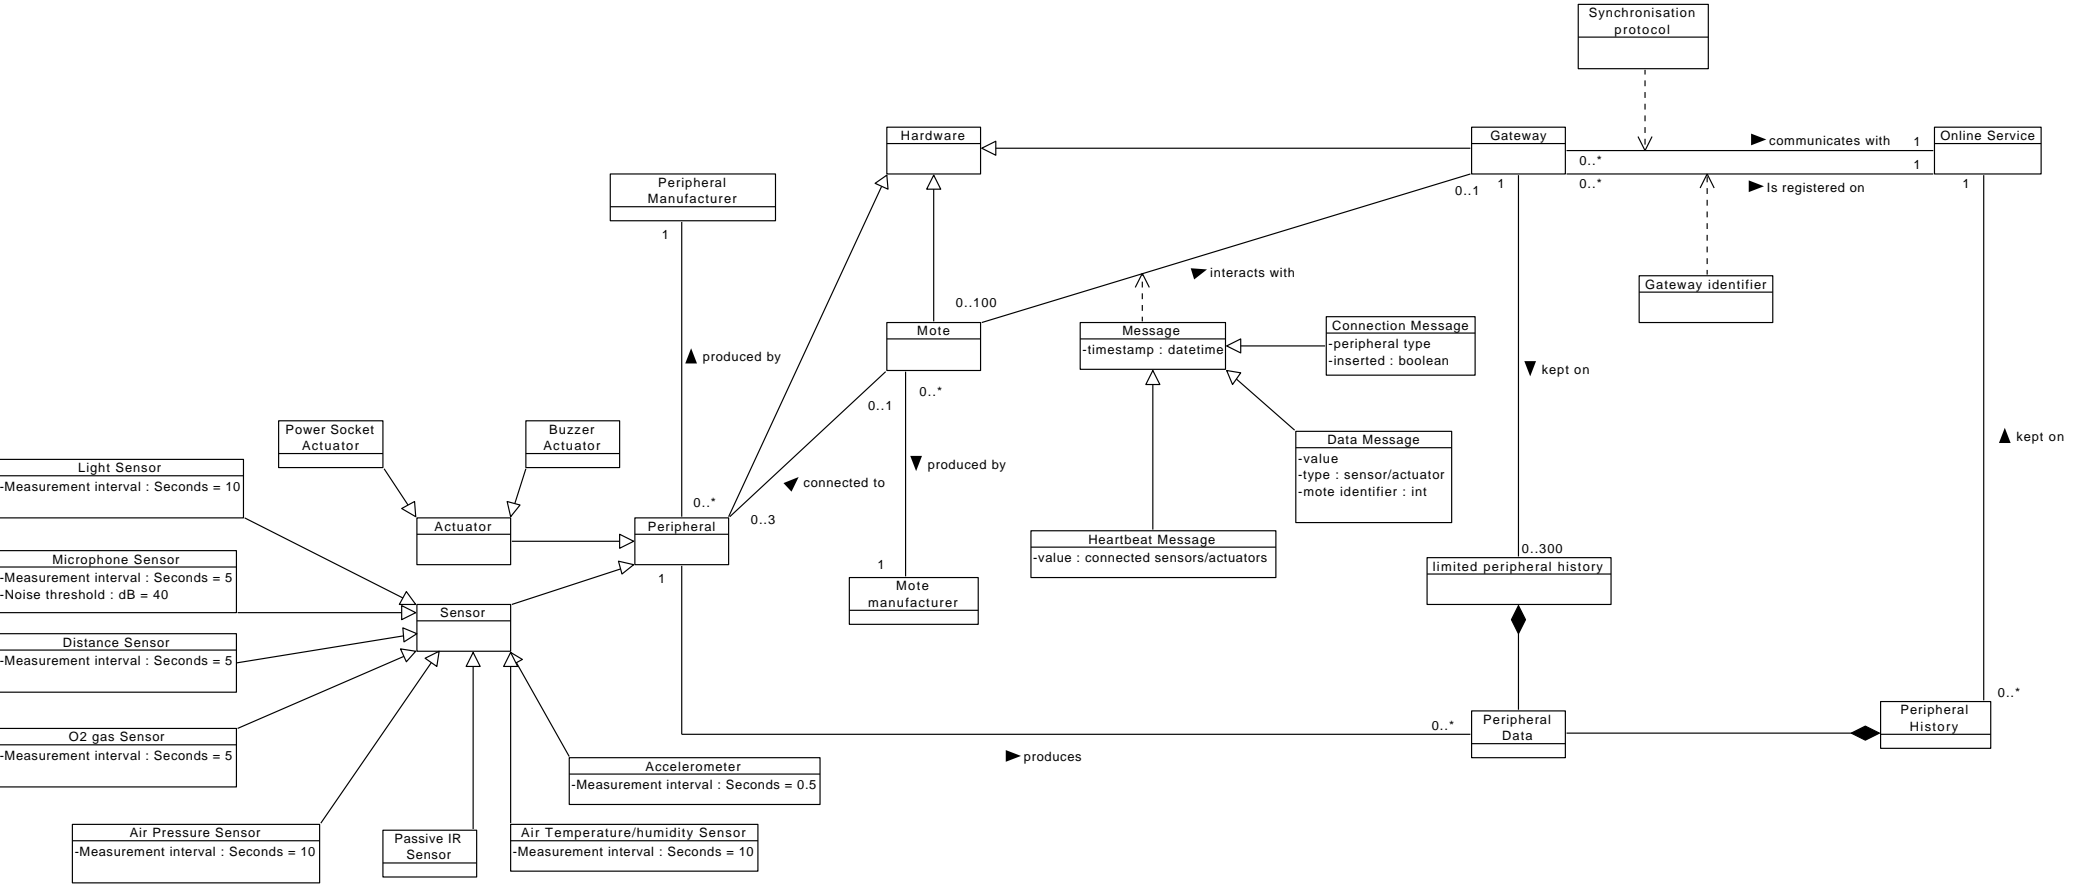 Synchronisation
protocol
Hardware
Gateway
communicates with
1
Online Service
0..*
1
0..*
Is registered on
1
0..1
1
Peripheral
Manufacturer
1
interacts with
Gateway identifier
0..100
Mote
Message
-timestamp : datetime
Connection Message
-peripheral type
-inserted : boolean
produced by
kept on
0..1
0..*
Power Socket
Actuator
Buzzer
Actuator
Data Message
-value
-type : sensor/actuator
-mote identifier : int
kept on
Light Sensor
-Measurement interval : Seconds = 10
produced by
connected to
0..*
0..3
Actuator
Peripheral
1
Microphone Sensor
-Measurement interval : Seconds = 5
-Noise threshold : dB = 40
Heartbeat Message
-value : connected sensors/actuators
0..300
limited peripheral history
1
Mote
manufacturer
Sensor
Distance Sensor
-Measurement interval : Seconds = 5
O2 gas Sensor
-Measurement interval : Seconds = 5
0..*
Peripheral
Data
0..*
Peripheral
History
produces
Accelerometer
-Measurement interval : Seconds = 0.5
Air Pressure Sensor
-Measurement interval : Seconds = 10
Passive IR
Sensor
Air Temperature/humidity Sensor
-Measurement interval : Seconds = 10